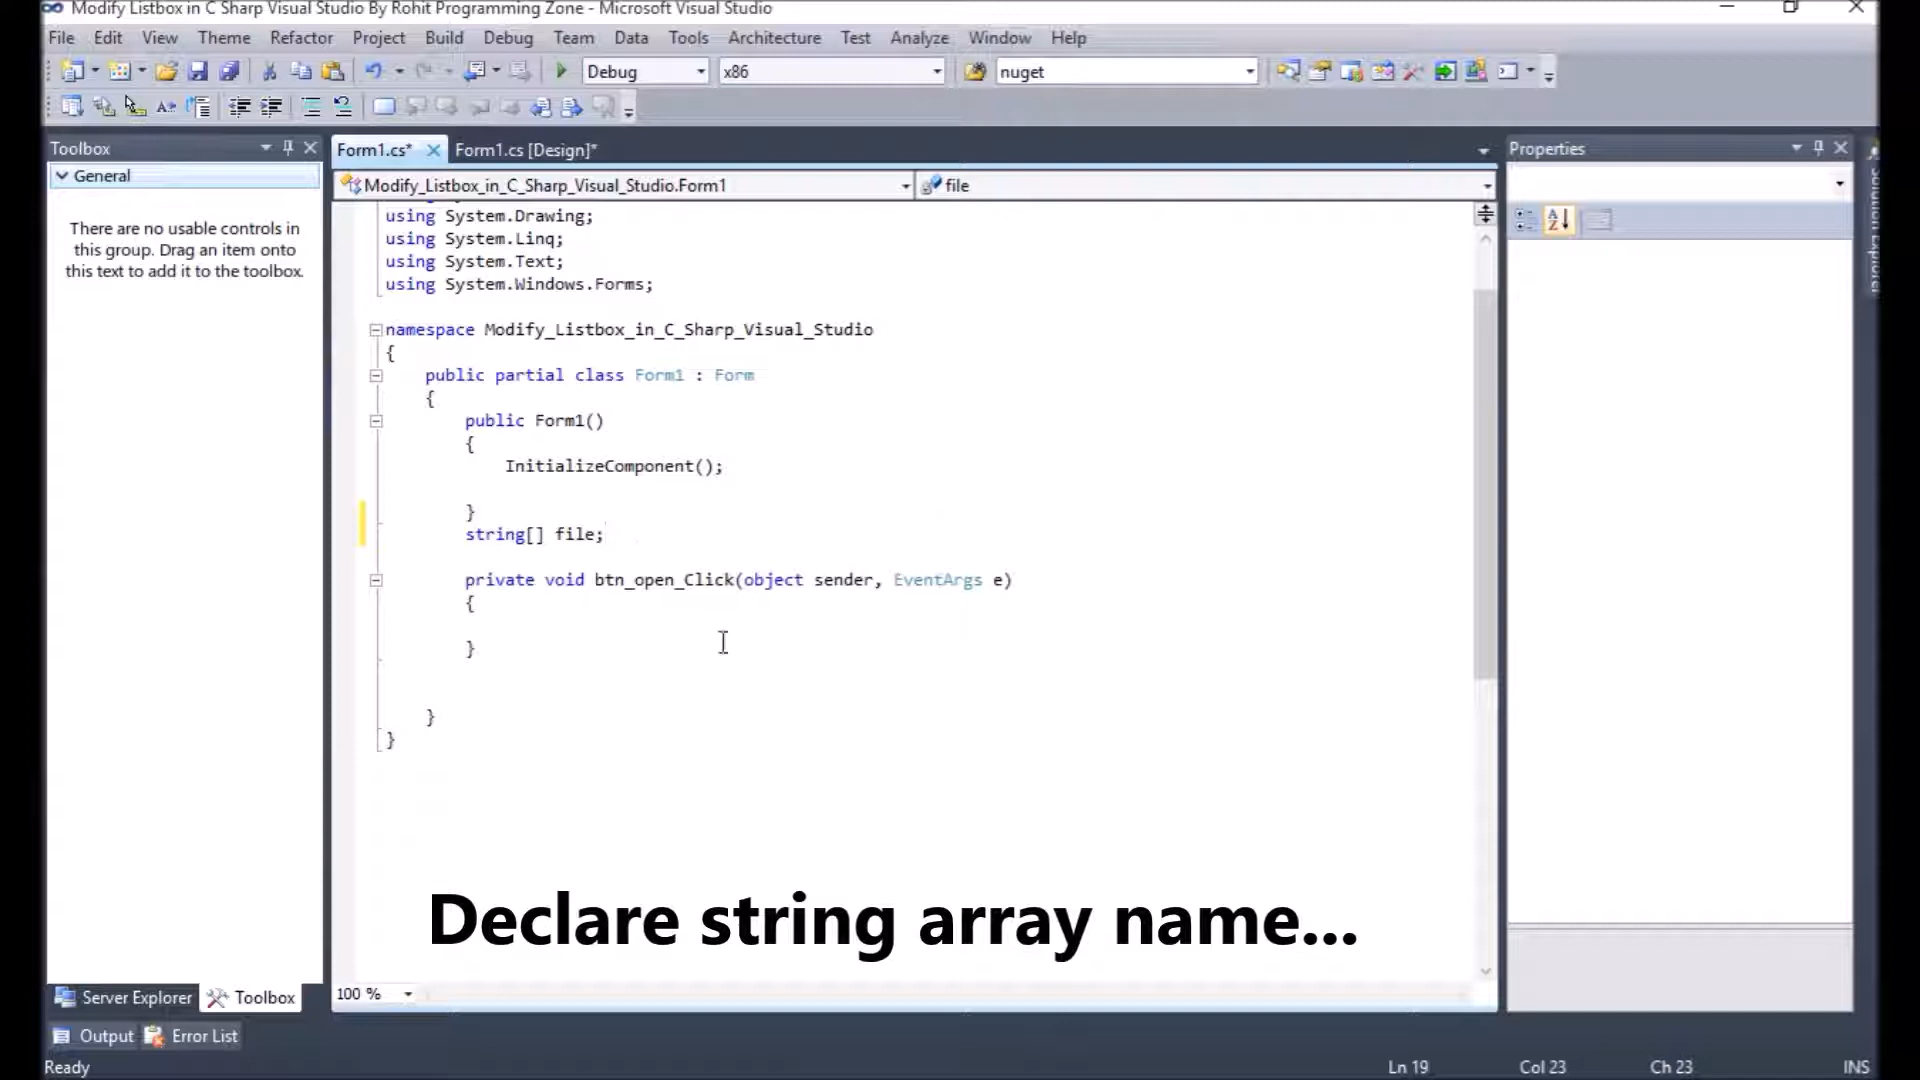 Modify Listbox in C Sharp Visual Studio By Rohit Programming Zone - Microsoft Visual Studio
File Edit View Theme Refactor Project Build Debug Team Data Tools Architecture Test Analyze Window Help
Debug x86 nuget
Toolbox
General
There are no usable controls in
this group. Drag an item onto
this text to add it to the toolbox.
Form1.cs* Form1.cs [Design]*
Modify_Listbox_in_C_Sharp_Visual_Studio.Form1 file
using System.Drawing;
using System.Linq;
using System.Text;
using System.Windows.Forms;
namespace Modify_Listbox_in_C_Sharp_Visual_Studio
{
public partial class Form1 : Form
{
public Form1()
{
InitializeComponent();
}
string[] file;
private void btn_open_Click(object sender, EventArgs e)
{
}
}
}
Declare string array name...
100 %
Properties
Solution Explorer
Server Explorer Toolbox
Output Error List
Ready Ln 19 Col 23 Ch 23 INS